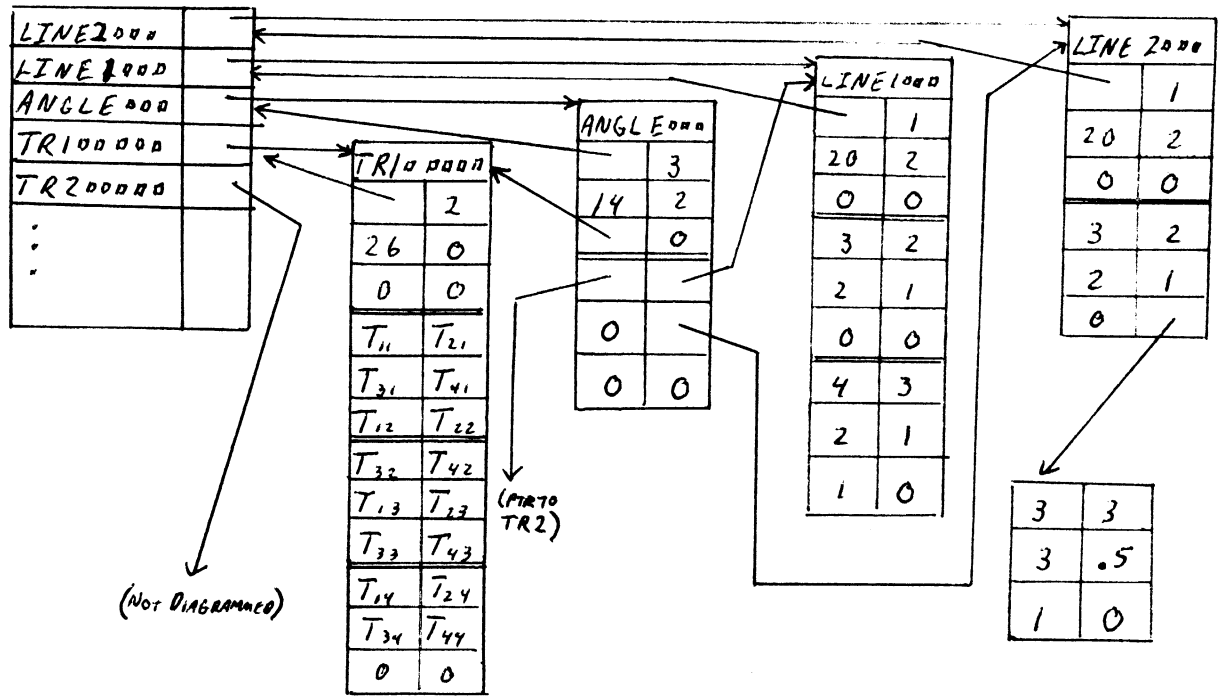 LINE2▯▯▯
LINE1▯▯▯
ANGLE▯▯▯
TR1▯▯▯▯▯
TR2▯▯▯▯▯
TR1▯▯▯▯▯
2
26 0
0 0
T₁₁ T₂₁
T₃₁ T₄₁
T₁₂ T₂₂
T₃₂ T₄₂
T₁₃ T₂₃
T₃₃ T₄₃
T₁₄ T₂₄
T₃₄ T₄₄
0 0
ANGLE▯▯▯
3
14 2
0
0
0 0
LINE1▯▯▯
1
20 2
0 0
3 2
2 1
0 0
4 3
2 1
1 0
LINE 2▯▯▯
1
20 2
0 0
3 2
2 1
0
3 3
3 .5
1 0
(PTR TO
TR2)
(NOT DIAGRAMMED)